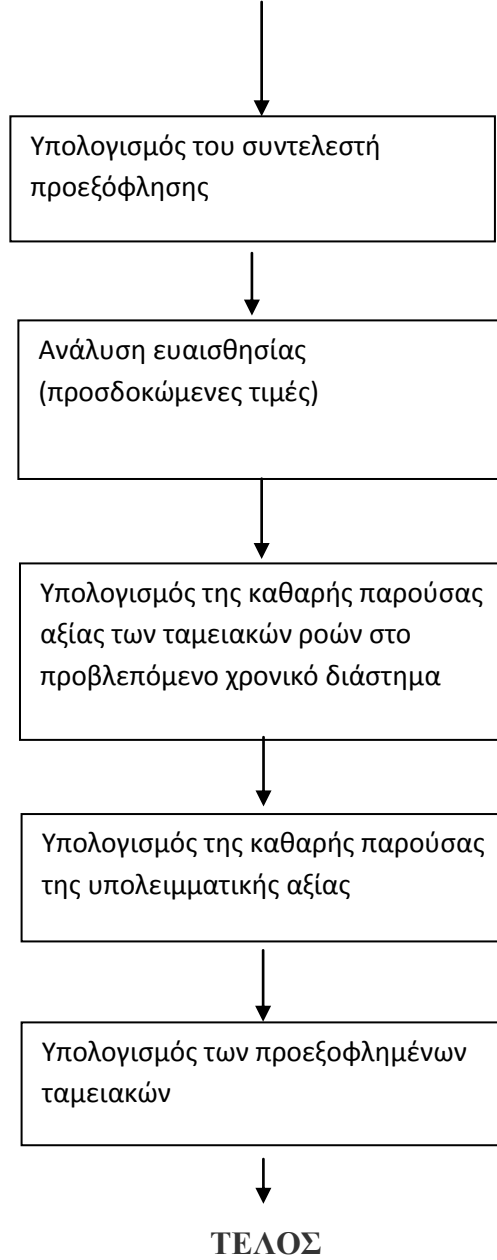 Υπολογισμός του συντελεστή
προεξόφλησης
Ανάλυση ευαισθησίας
(προσδοκώμενες τιμές)
Υπολογισμός της καθαρής παρούσας
αξίας των ταμειακών ροών στο
προβλεπόμενο χρονικό διάστημα
Υπολογισμός της καθαρής παρούσας
της υπολειμματικής αξίας
Υπολογισμός των προεξοφλημένων
ταμειακών
ΤΕΛΟΣ